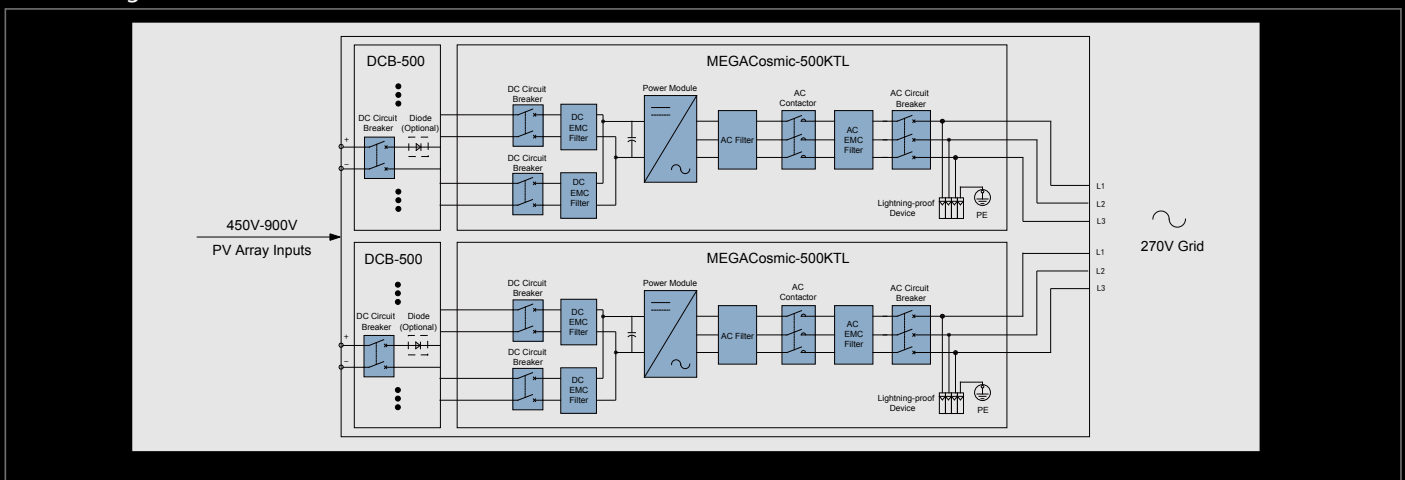 DCB-500
MEGACosmic-500KTL
DC Circuit
Breaker
Diode
(Optional)
+
−
DC Circuit
Breaker
DC
EMC
Filter
DC Circuit
Breaker
DC
EMC
Filter
Power Module
AC Filter
AC
Contactor
AC
EMC
Filter
AC Circuit
Breaker
Lightning-proof
Device
PE
L1
L2
L3
450V-900V
PV Array Inputs
270V Grid
DCB-500
MEGACosmic-500KTL
DC Circuit
Breaker
Diode
(Optional)
+
−
DC Circuit
Breaker
DC
EMC
Filter
DC Circuit
Breaker
DC
EMC
Filter
Power Module
AC Filter
AC
Contactor
AC
EMC
Filter
AC Circuit
Breaker
Lightning-proof
Device
PE
L1
L2
L3